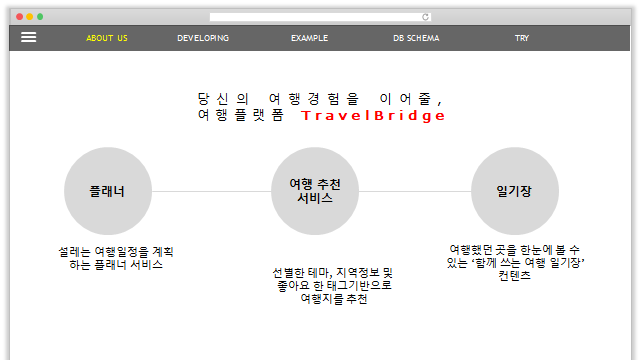 ABOUT US DEVELOPING EXAMPLE DB SCHEMA TRY
당신의 여행경험을 이어줄,
여행플랫폼 TravelBridge
플래너
설레는 여행일정을 계획
하는 플래너 서비스
여행 추천
서비스
선별한 테마, 지역정보 및
좋아요 한 태그기반으로
여행지를 추천
일기장
여행했던 곳을 한눈에 볼 수
있는 ‘함께 쓰는 여행 일기장’
컨텐츠